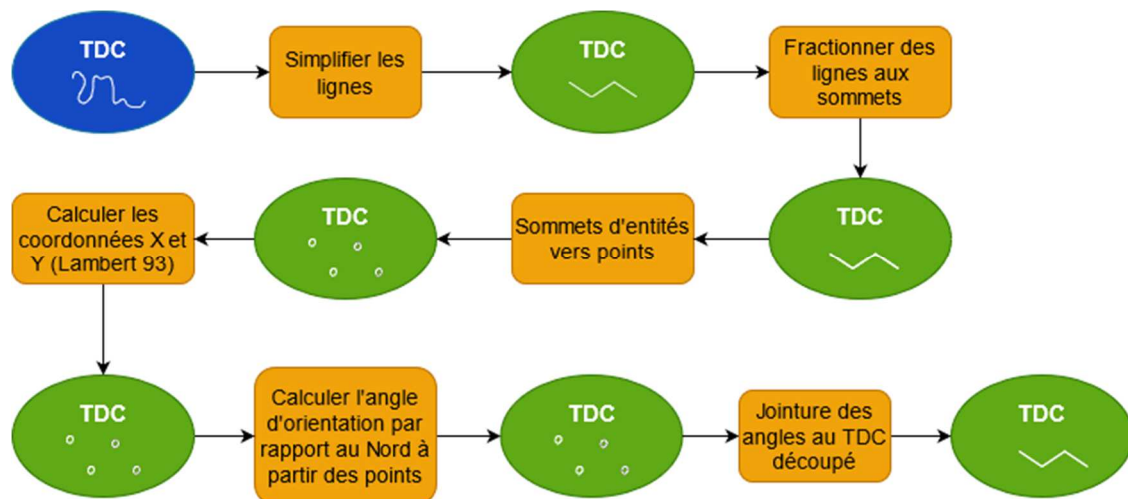 TDC
Simplifier les
lignes
TDC
Fractionner des
lignes aux
sommets
TDC
Sommets d'entités
vers points
TDC
Calculer les
coordonnées X et
Y (Lambert 93)
TDC
Calculer l'angle
d'orientation par
rapport au Nord à
partir des points
TDC
Jointure des
angles au TDC
découpé
TDC